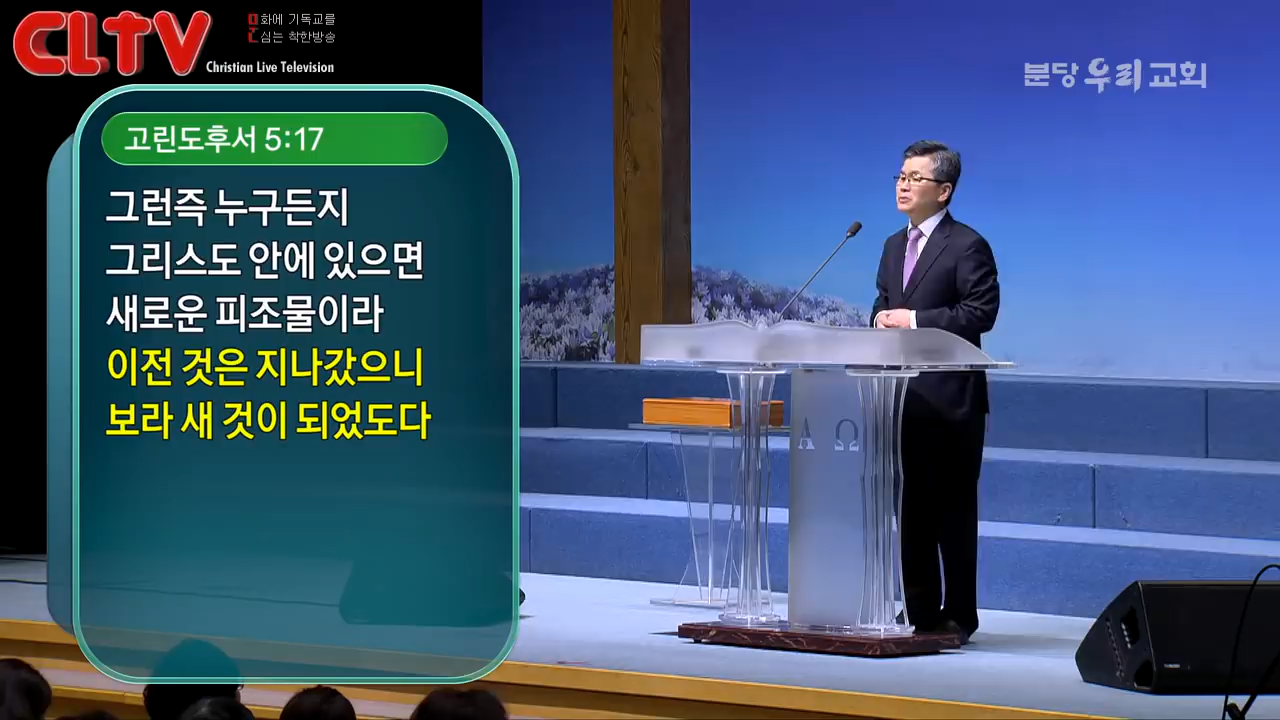 CLTV
문화에 기독교를
심는 착한방송
Christian Live Television
분당우리교회
고린도후서 5:17
그런즉 누구든지
그리스도 안에 있으면
새로운 피조물이라
이전 것은 지나갔으니
보라 새 것이 되었도다
Α Ω